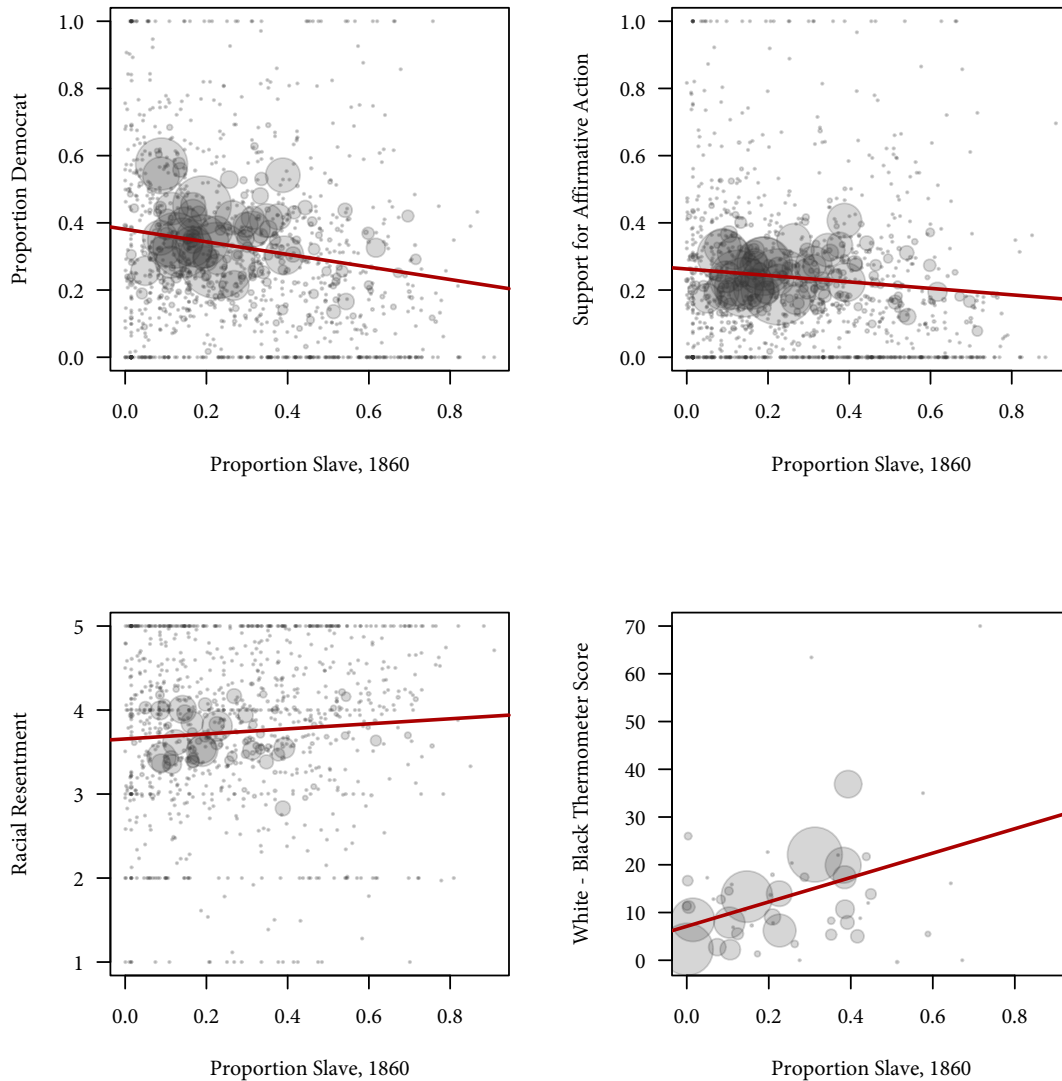 Proportion Democrat
1.0
0.8
0.6
0.4
0.2
0.0
0.0 0.2 0.4 0.6 0.8
Proportion Slave, 1860
Support for Affirmative Action
1.0
0.8
0.6
0.4
0.2
0.0
0.0 0.2 0.4 0.6 0.8
Proportion Slave, 1860
Racial Resentment
5
4
3
2
1
0.0 0.2 0.4 0.6 0.8
Proportion Slave, 1860
White - Black Thermometer Score
70
60
50
40
30
20
10
0
0.0 0.2 0.4 0.6 0.8
Proportion Slave, 1860